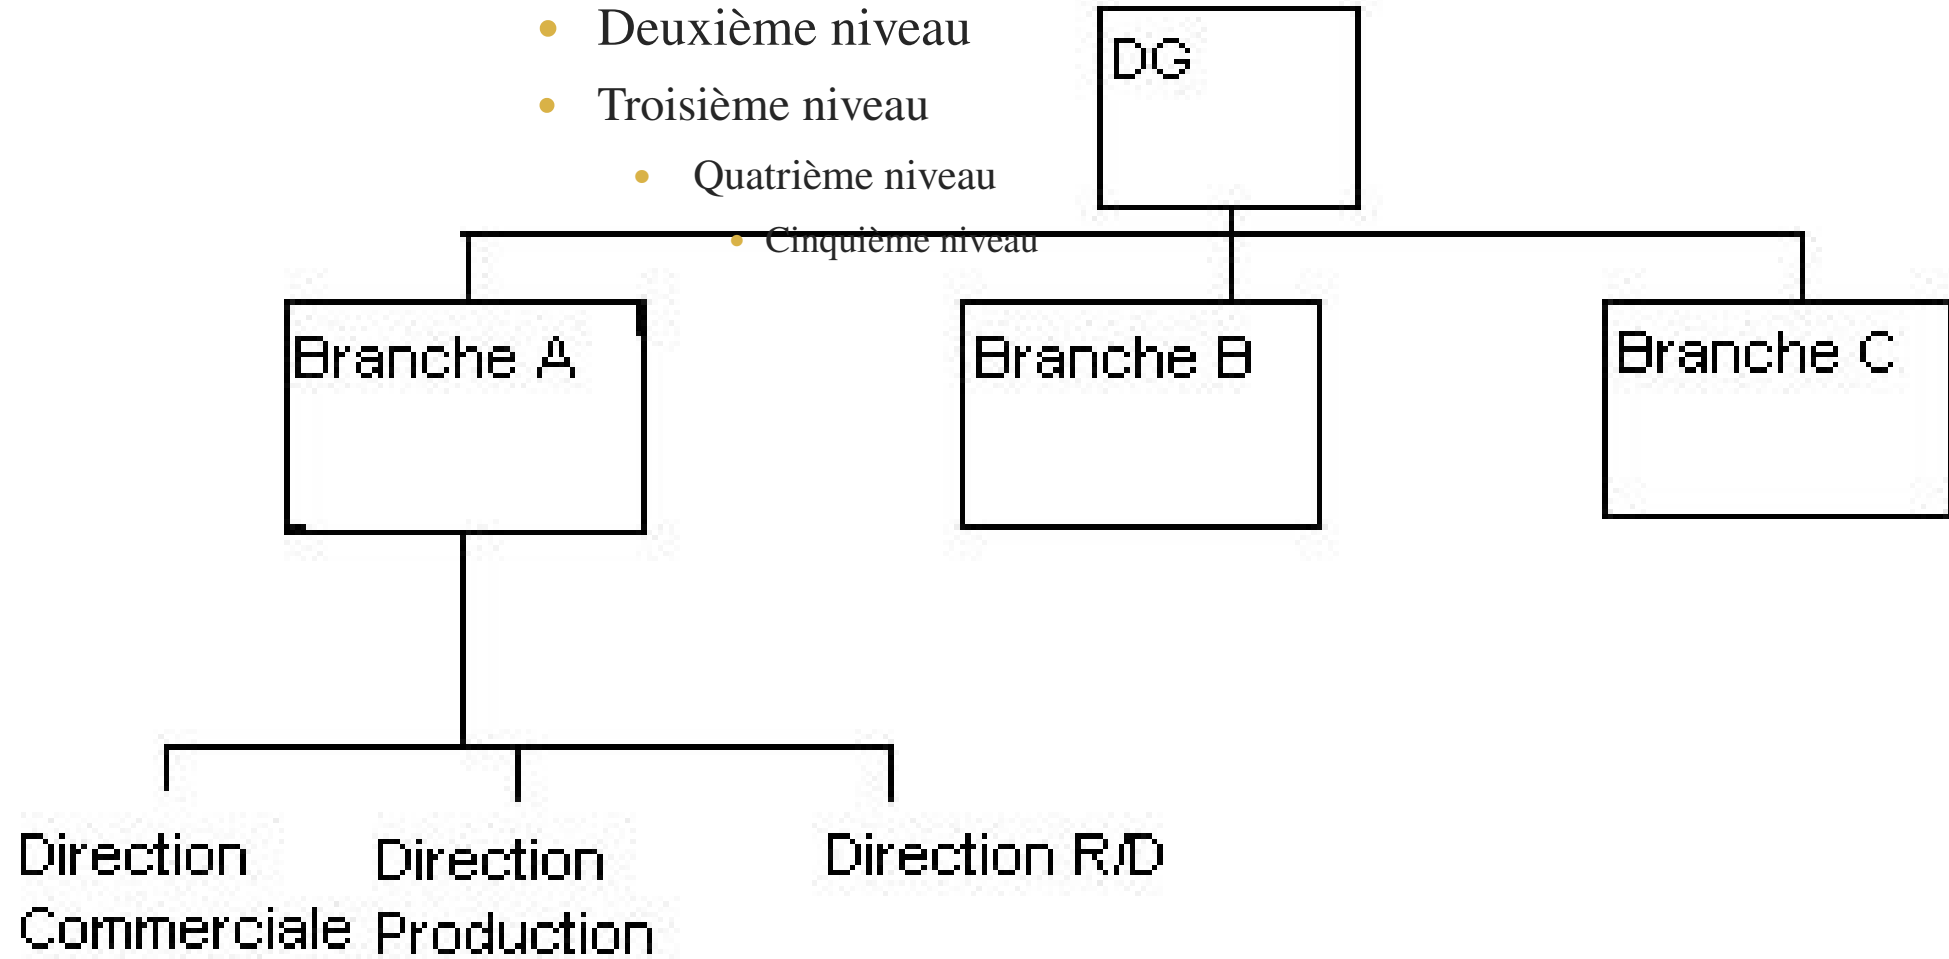 Deuxième niveau
Troisième niveau
Quatrième niveau
Cinquième niveau
DG
Branche A
Branche B
Branche C
Direction
Commerciale
Direction
Production
Direction R/D